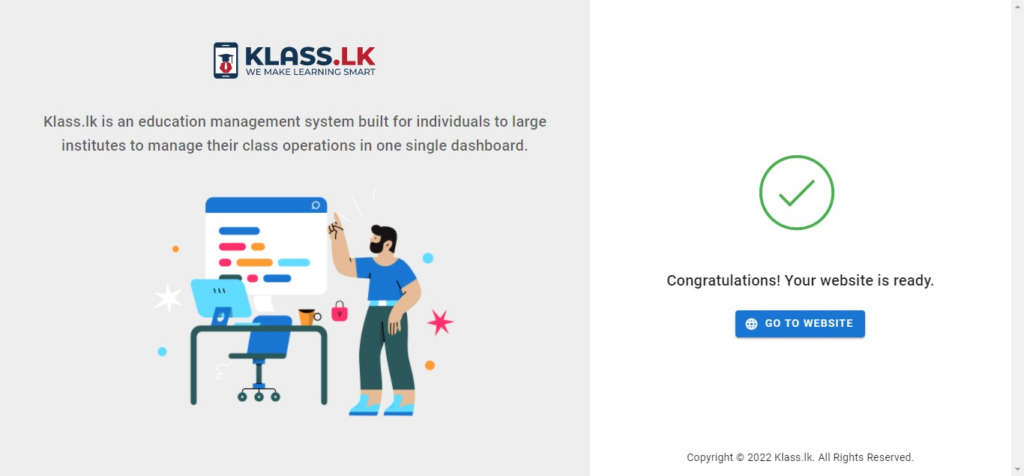 KLASS.LK
WE MAKE LEARNING SMART
Klass.lk is an education management system built for individuals to large
institutes to manage their class operations in one single dashboard.
Congratulations! Your website is ready.
GO TO WEBSITE
Copyright © 2022 Klass.lk. All Rights Reserved.